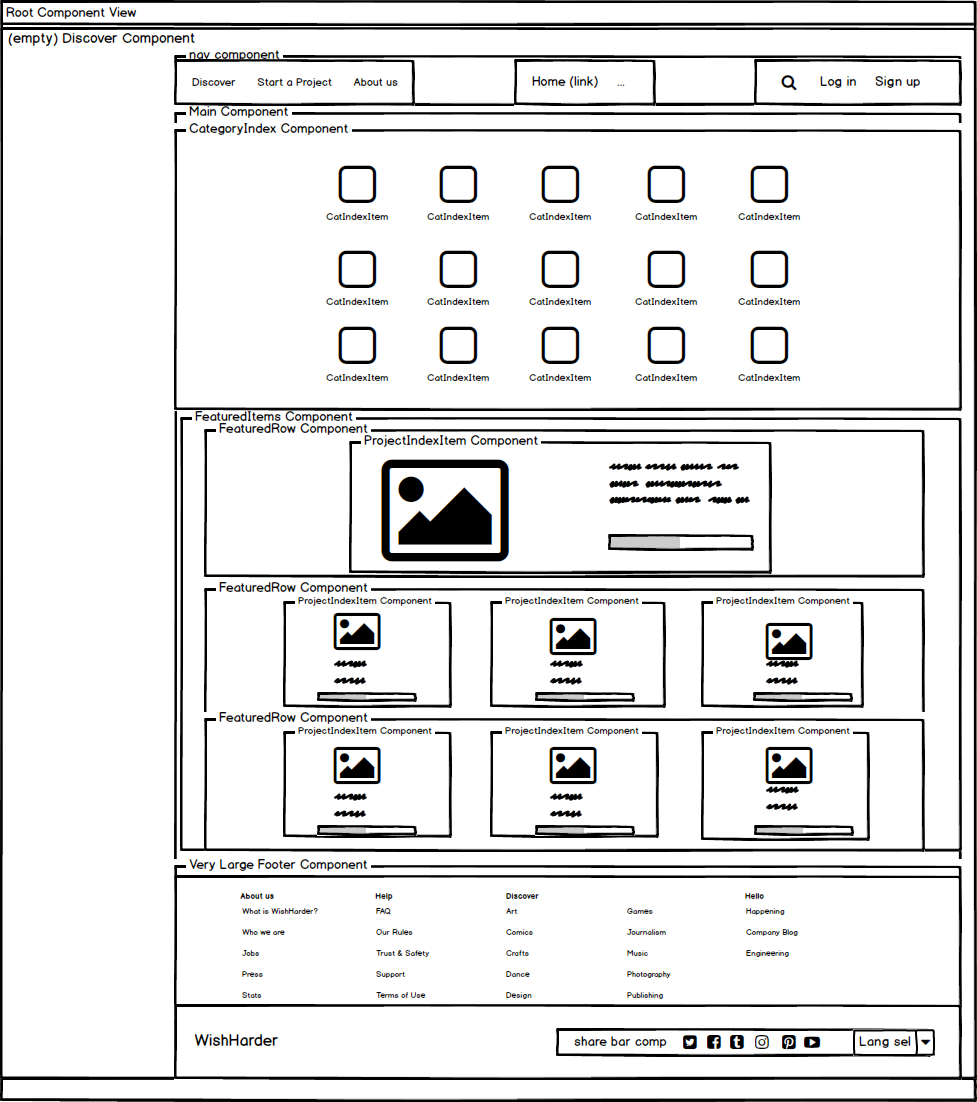 Root Component View
(empty) Discover Component
nav component
Discover Start a Project About us Home (link) ... Log in Sign up
Main Component
CategoryIndex Component
CatIndexItem CatIndexItem CatIndexItem CatIndexItem CatIndexItem
CatIndexItem CatIndexItem CatIndexItem CatIndexItem CatIndexItem
CatIndexItem CatIndexItem CatIndexItem CatIndexItem CatIndexItem
FeaturedItems Component
FeaturedRow Component
ProjectIndexItem Component
FeaturedRow Component
ProjectIndexItem Component ProjectIndexItem Component ProjectIndexItem Component
FeaturedRow Component
ProjectIndexItem Component ProjectIndexItem Component ProjectIndexItem Component
Very Large Footer Component
About us Help Discover Hello
What is WishHarder? FAQ Art Games Happening
Who we are Our Rules Comics Journalism Company Blog
Jobs Trust & Safety Crafts Music Engineering
Press Support Dance Photography
Stats Terms of Use Design Publishing
WishHarder share bar comp Lang sel